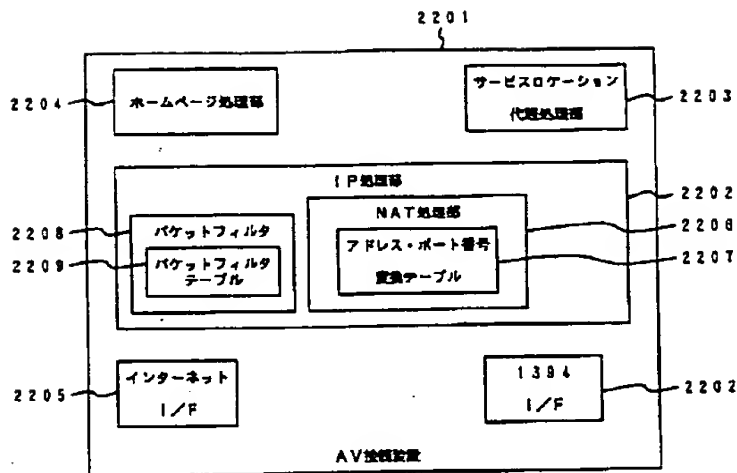 2201
ホームページ処理部
2204
サービスロケーション
代理処理部
2203
IP処理部
2202
NAT処理部
2206
2208
パケットフィルタ
2209
パケットフィルタ
テーブル
アドレス・ポート番号
変換テーブル
2207
インターネット
I/F
2205
1394
I/F
2202
AV接続装置